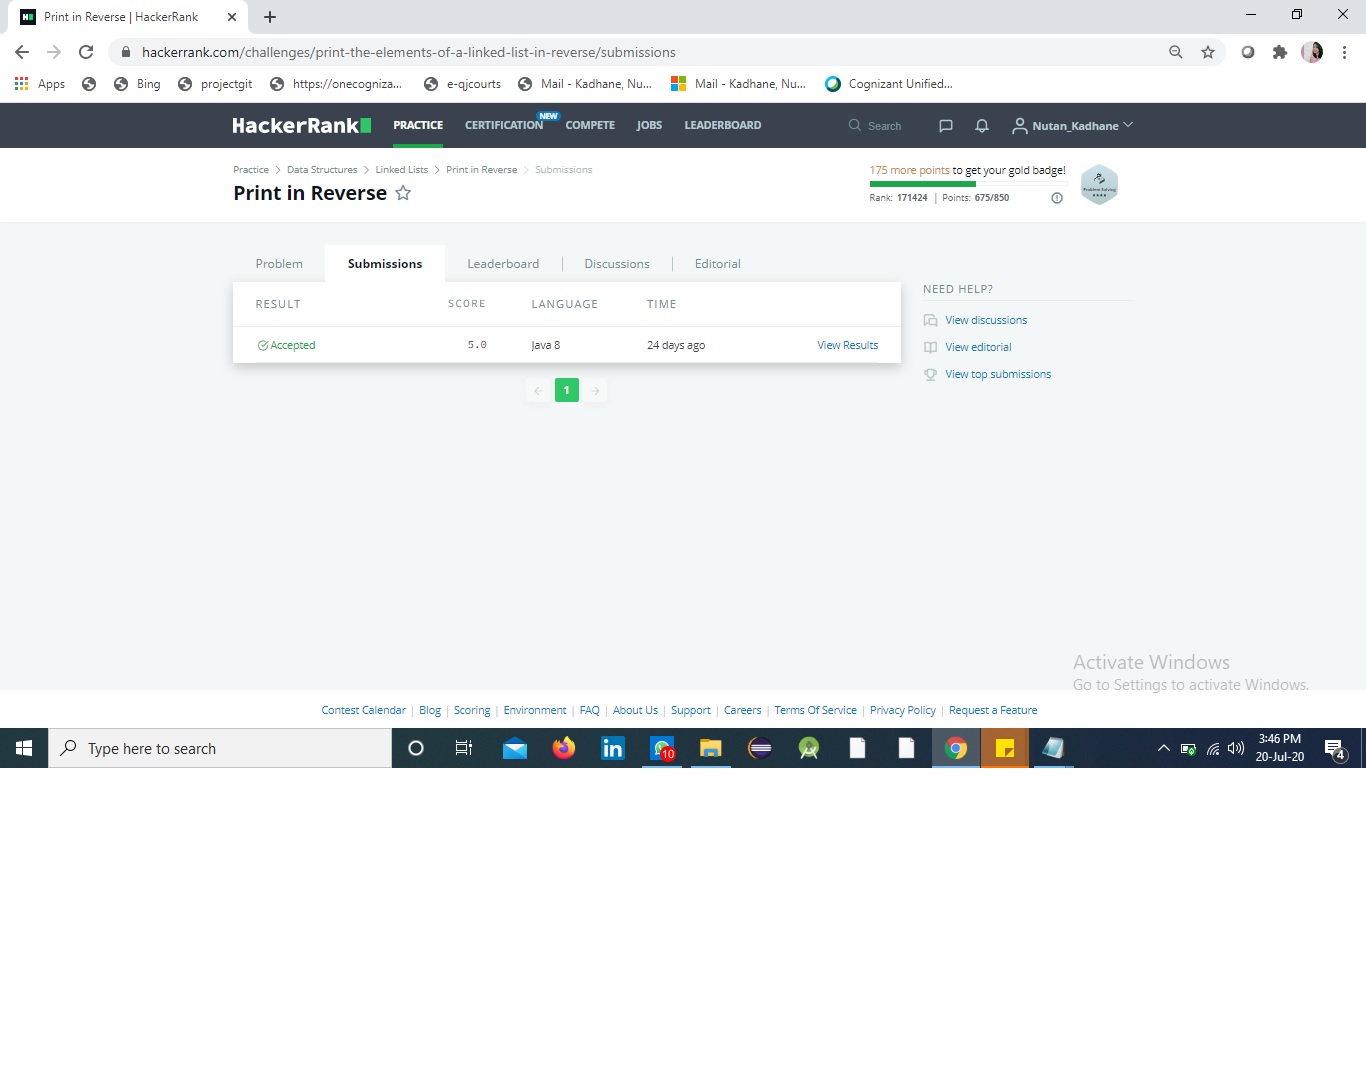 Print in Reverse | HackerRank
hackerrank.com/challenges/print-the-elements-of-a-linked-list-in-reverse/submissions
Apps Bing projectgit https://onecogniza... e-qjcourts Mail - Kadhane, Nu... Mail - Kadhane, Nu... Cognizant Unified...
HackerRank PRACTICE CERTIFICATION NEW COMPETE JOBS LEADERBOARD Search Nutan_Kadhane
Practice > Data Structures > Linked Lists > Print in Reverse > Submissions
175 more points to get your gold badge!
Print in Reverse
Problem Solving
Rank: 171424 | Points: 675/850
Problem Submissions Leaderboard | Discussions | Editorial
RESULT SCORE LANGUAGE TIME
Accepted 5.0 Java 8 24 days ago View Results
1
NEED HELP?
View discussions
View editorial
View top submissions
Activate Windows
Go to Settings to activate Windows.
Contest Calendar | Blog | Scoring | Environment | FAQ | About Us | Support | Careers | Terms Of Service | Privacy Policy | Request a Feature
Type here to search
10
3:46 PM
20-Jul-20
4